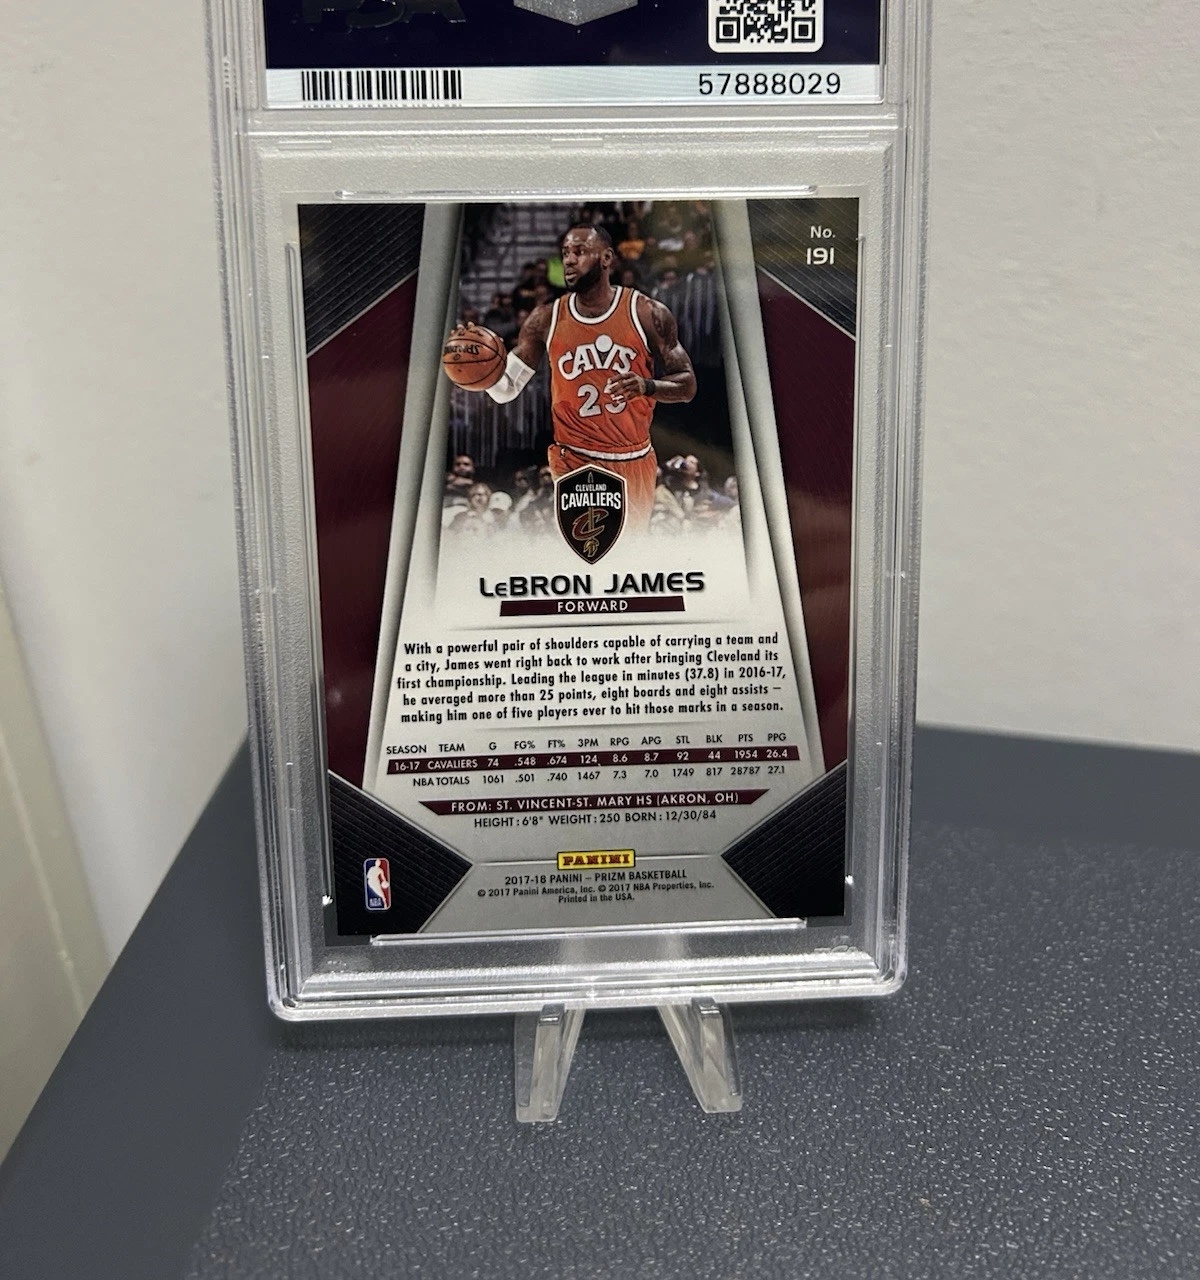 PSA
57888029
No.
191
SPALDING
CAVS
23
CLEVELAND
CAVALIERS
C
LeBRON JAMES
FORWARD
With a powerful pair of shoulders capable of carrying a team and
a city, James went right back to work after bringing Cleveland its
first championship. Leading the league in minutes (37.8) in 2016-17,
he averaged more than 25 points, eight boards and eight assists –
making him one of five players ever to hit those marks in a season.
SEASON TEAM G FG% FT% 3PM RPG APG STL BLK PTS PPG
16-17 CAVALIERS 74 .548 .674 124 8.6 8.7 92 44 1954 26.4
NBA TOTALS 1061 .501 .740 1467 7.3 7.0 1749 817 28787 27.1
FROM: ST. VINCENT-ST. MARY HS (AKRON, OH)
HEIGHT: 6'8" WEIGHT: 250 BORN: 12/30/84
PANINI
2017-18 PANINI – PRIZM BASKETBALL
© 2017 Panini America, Inc. © 2017 NBA Properties, Inc.
Printed in the USA.
NBA